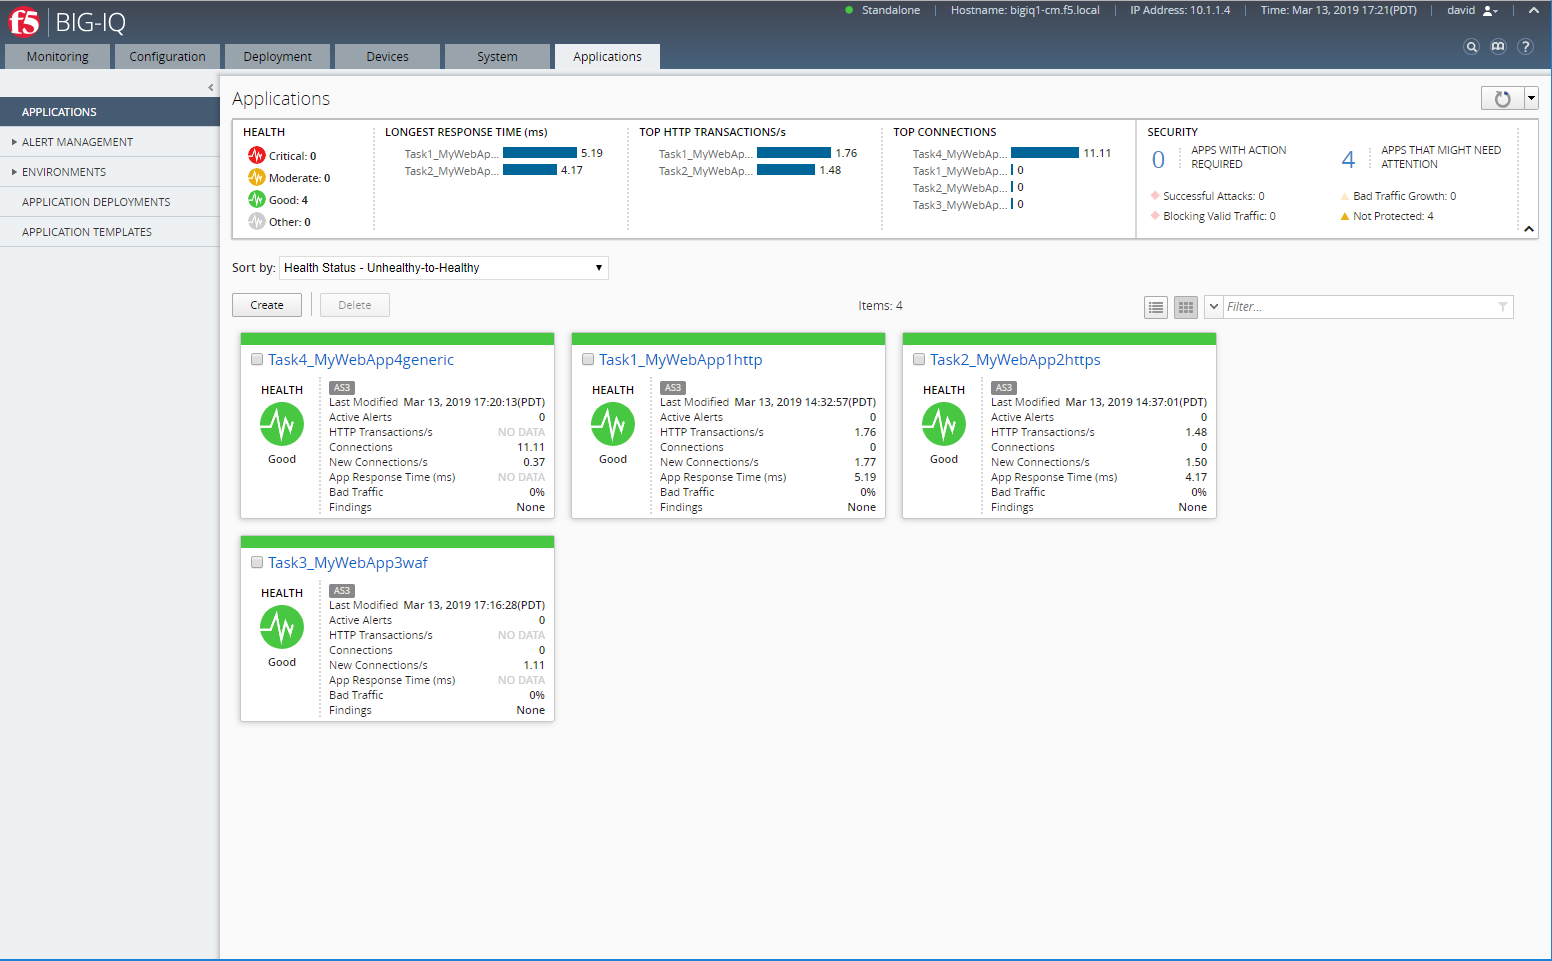 f5 BIG-IQ
Standalone Hostname: bigiq1-cm.f5.local IP Address: 10.1.1.4 Time: Mar 13, 2019 17:21(PDT) david
Monitoring Configuration Deployment Devices System Applications
?
APPLICATIONS
ALERT MANAGEMENT
ENVIRONMENTS
APPLICATION DEPLOYMENTS
APPLICATION TEMPLATES
Applications
HEALTH
Critical: 0
Moderate: 0
Good: 4
Other: 0
LONGEST RESPONSE TIME (ms)
Task1_MyWebAp... 5.19
Task2_MyWebAp... 4.17
TOP HTTP TRANSACTIONS/s
Task1_MyWebAp... 1.76
Task2_MyWebAp... 1.48
TOP CONNECTIONS
Task4_MyWebAp... 11.11
Task1_MyWebAp... 0
Task2_MyWebAp... 0
Task3_MyWebAp... 0
SECURITY
0 APPS WITH ACTION
REQUIRED
Successful Attacks: 0
Blocking Valid Traffic: 0
4 APPS THAT MIGHT NEED
ATTENTION
Bad Traffic Growth: 0
Not Protected: 4
Sort by: Health Status - Unhealthy-to-Healthy
Create Delete Items: 4 Filter...
Task4_MyWebApp4generic
HEALTH
Good
AS3
Last Modified Mar 13, 2019 17:20:13(PDT)
Active Alerts 0
HTTP Transactions/s NO DATA
Connections 11.11
New Connections/s 0.37
App Response Time (ms) NO DATA
Bad Traffic 0%
Findings None
Task1_MyWebApp1http
HEALTH
Good
AS3
Last Modified Mar 13, 2019 14:32:57(PDT)
Active Alerts 0
HTTP Transactions/s 1.76
Connections 0
New Connections/s 1.77
App Response Time (ms) 5.19
Bad Traffic 0%
Findings None
Task2_MyWebApp2https
HEALTH
Good
AS3
Last Modified Mar 13, 2019 14:37:01(PDT)
Active Alerts 0
HTTP Transactions/s 1.48
Connections 0
New Connections/s 1.50
App Response Time (ms) 4.17
Bad Traffic 0%
Findings None
Task3_MyWebApp3waf
HEALTH
Good
AS3
Last Modified Mar 13, 2019 17:16:28(PDT)
Active Alerts 0
HTTP Transactions/s NO DATA
Connections 0
New Connections/s 1.11
App Response Time (ms) NO DATA
Bad Traffic 0%
Findings None